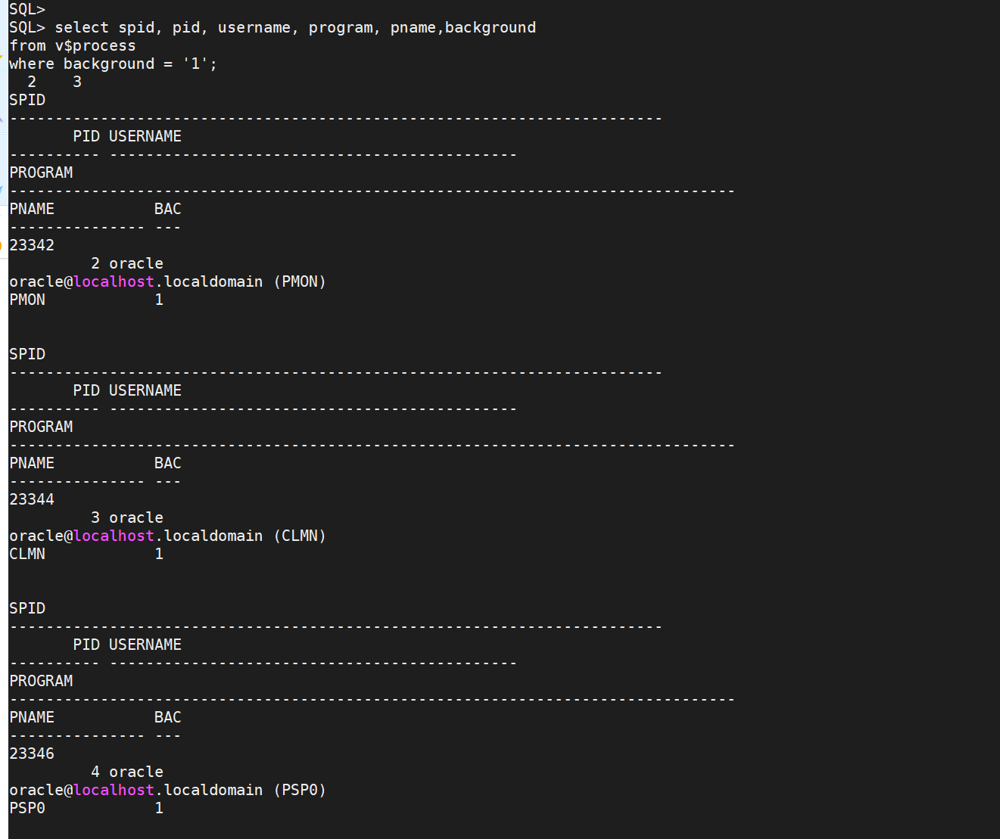 SQL>
SQL> select spid, pid, username, program, pname,background
from v$process
where background = '1';
  2    3
SPID
------------------------------------------------------------------------
       PID USERNAME
---------- ---------------------------------------------
PROGRAM
--------------------------------------------------------------------------------
PNAME           BAC
--------------- ---
23342
         2 oracle
oracle@localhost.localdomain (PMON)
PMON            1
SPID
------------------------------------------------------------------------
       PID USERNAME
---------- ---------------------------------------------
PROGRAM
--------------------------------------------------------------------------------
PNAME           BAC
--------------- ---
23344
         3 oracle
oracle@localhost.localdomain (CLMN)
CLMN            1
SPID
------------------------------------------------------------------------
       PID USERNAME
---------- ---------------------------------------------
PROGRAM
--------------------------------------------------------------------------------
PNAME           BAC
--------------- ---
23346
         4 oracle
oracle@localhost.localdomain (PSP0)
PSP0            1